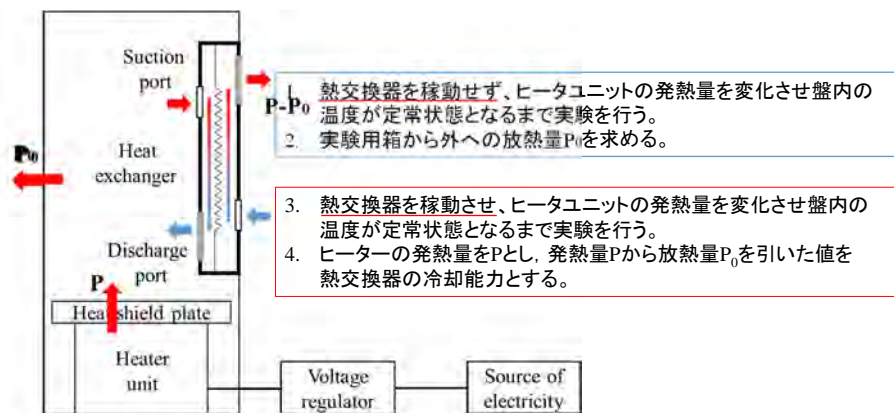 Suction
port
P-P₀
1. 熱交換器を稼動せず、ヒータユニットの発熱量を変化させ盤内の
温度が定常状態となるまで実験を行う。
2. 実験用箱から外への放熱量P₀を求める。
P₀
Heat
exchanger
3. 熱交換器を稼動させ、ヒータユニットの発熱量を変化させ盤内の
温度が定常状態となるまで実験を行う。
4. ヒーターの発熱量をPとし，発熱量Pから放熱量P₀を引いた値を
熱交換器の冷却能力とする。
Discharge
port
P
Heat shield plate
Heater
unit
Voltage
regulator
Source of
electricity